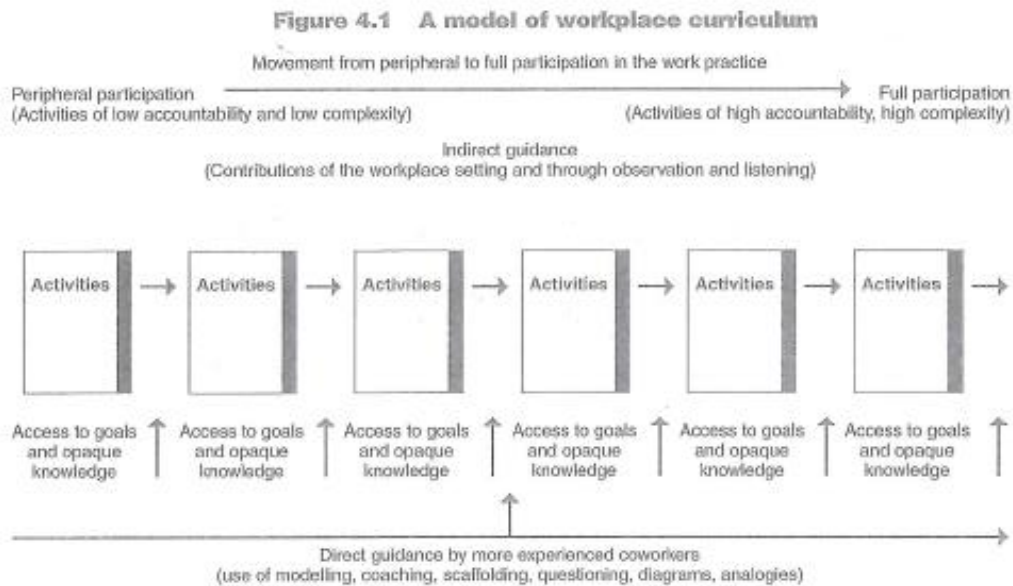 Figure 4.1 A model of workplace curriculum
Movement from peripheral to full participation in the work practice
Peripheral participation
(Activities of low accountability and low complexity)
Full participation
(Activities of high accountability, high complexity)
Indirect guidance
(Contributions of the workplace setting and through observation and listening)
Activities
Activities
Activities
Activities
Activities
Activities
Access to goals
and opaque
knowledge
Access to goals
and opaque
knowledge
Access to goals
and opaque
knowledge
Access to goals
and opaque
knowledge
Access to goals
and opaque
knowledge
Access to goals
and opaque
knowledge
Direct guidance by more experienced coworkers
(use of modelling, coaching, scaffolding, questioning, diagrams, analogies)